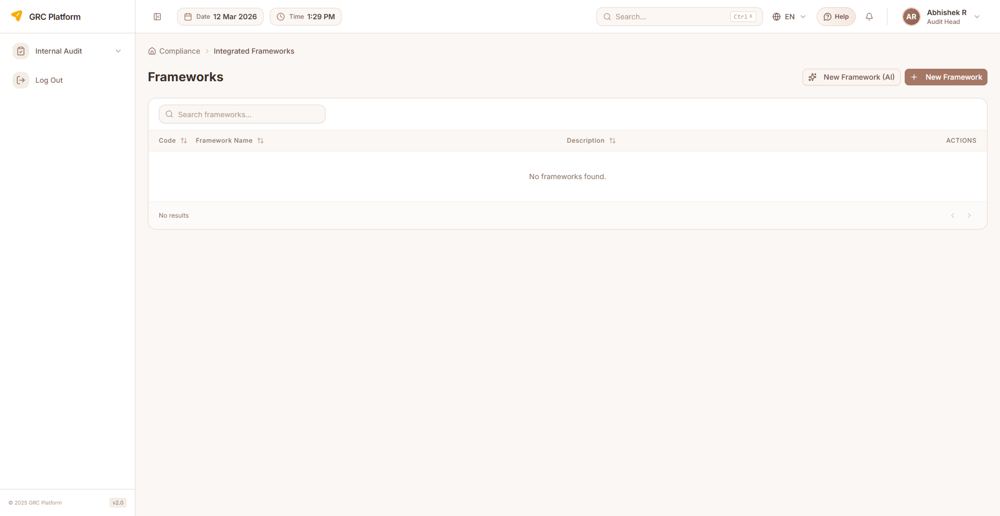 GRC Platform
Date 12 Mar 2026
Time 1:29 PM
Search...
Ctrl K
EN
Help
AR
Abhishek R
Audit Head
Internal Audit
Log Out
Compliance
Integrated Frameworks
Frameworks
New Framework (AI)
New Framework
Search frameworks...
Code
Framework Name
Description
ACTIONS
No frameworks found.
No results
© 2025 GRC Platform
v2.0